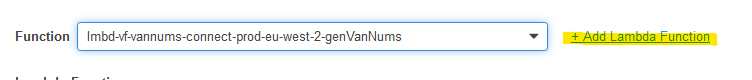 Function lmbd-vf-vannums-connect-prod-eu-west-2-genVanNums + Add Lambda Function